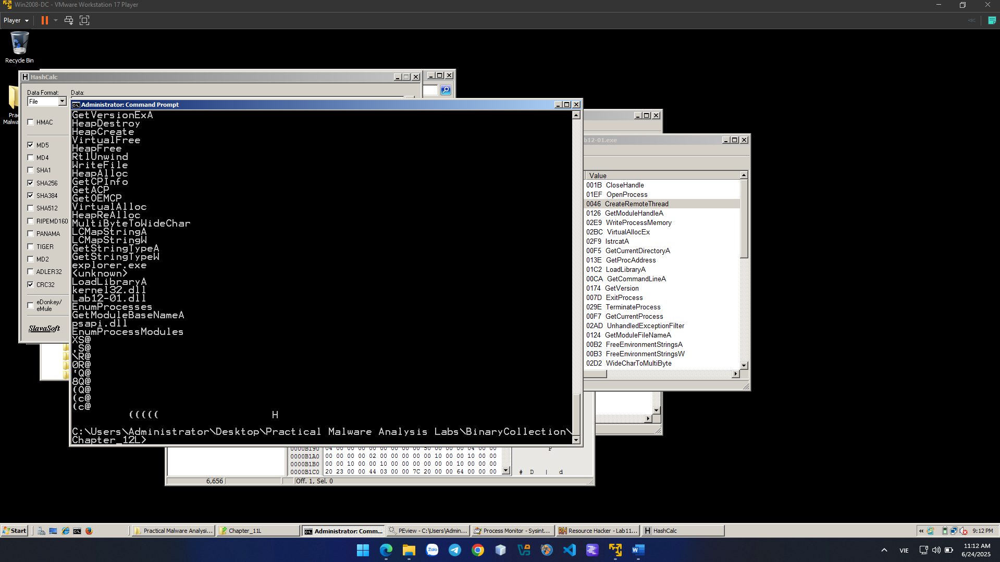 Win2008-DC - VMware Workstation 17 Player
Player
Recycle Bin
HashCalc
Data Format:
Data:
File
HMAC
MD5
MD4
SHA1
SHA256
SHA384
SHA512
RIPEMD160
PANAMA
TIGER
MD2
ADLER32
CRC32
eDonkey/
eMule
SlavaSoft
Administrator: Command Prompt
GetVersionExA
HeapDestroy
HeapCreate
VirtualFree
HeapFree
RtlUnwind
WriteFile
HeapAlloc
GetCPInfo
GetACP
GetOEMCP
VirtualAlloc
HeapReAlloc
MultiByteToWideChar
LCMapStringA
LCMapStringW
GetStringTypeA
GetStringTypeW
explorer.exe
<unknown>
LoadLibraryA
kernel32.dll
Lab12-01.dll
EnumProcesses
GetModuleBaseNameA
psapi.dll
EnumProcessModules
XS@
,S@
\R@
0R@
'Q@
8Q@
(Q@
(c@
(c@
((((( H
C:\Users\Administrator\Desktop\Practical Malware Analysis Labs\BinaryCollection\
Chapter_12L>
b12-01.exe
Value
001B CloseHandle
01EF OpenProcess
0046 CreateRemoteThread
0126 GetModuleHandleA
02E9 WriteProcessMemory
02BC VirtualAllocEx
02F9 lstrcatA
00F5 GetCurrentDirectoryA
013E GetProcAddress
01C2 LoadLibraryA
00CA GetCommandLineA
0174 GetVersion
007D ExitProcess
029E TerminateProcess
00F7 GetCurrentProcess
02AD UnhandledExceptionFilter
0124 GetModuleFileNameA
00B2 FreeEnvironmentStringsA
00B3 FreeEnvironmentStringsW
02D2 WideCharToMultiByte
0000B190 04 00 00 00 00 00 00 00 00 50 00 00 00 04 00 00 P
0000B1A0 00 00 00 00 02 00 00 00 00 00 10 00 00 10 00 00
0000B1B0 00 00 10 00 00 10 00 00 00 00 00 00 10 00 00 00
0000B1C0 20 23 00 00 44 03 00 00 7C 20 00 00 64 00 00 00 # D | d
6,656
Off. 1, Sel. 0
Start
Practical Malware Analysi...
Chapter_11L
Administrator: Comm...
PEview - C:\Users\Admin...
Process Monitor - Sysint...
Resource Hacker - Lab11...
HashCalc
9:12 PM
Zalo
VIE
11:12 AM
6/24/2025